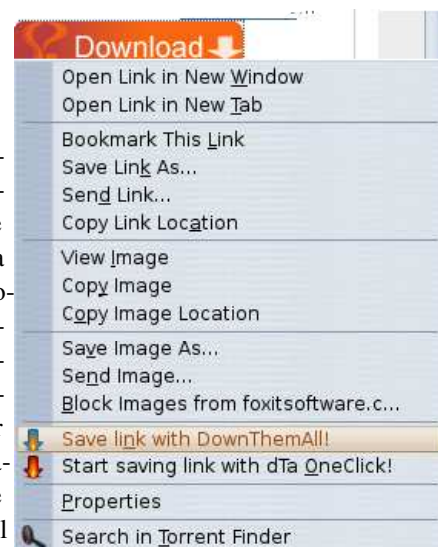 Download
Open Link in New Window
Open Link in New Tab
Bookmark This Link
Save Link As...
Send Link...
Copy Link Location
View Image
Copy Image
Copy Image Location
Save Image As...
Send Image...
Block Images from foxitsoftware.c...
Save link with DownThemAll!
Start saving link with dTa OneClick!
Properties
Search in Torrent Finder